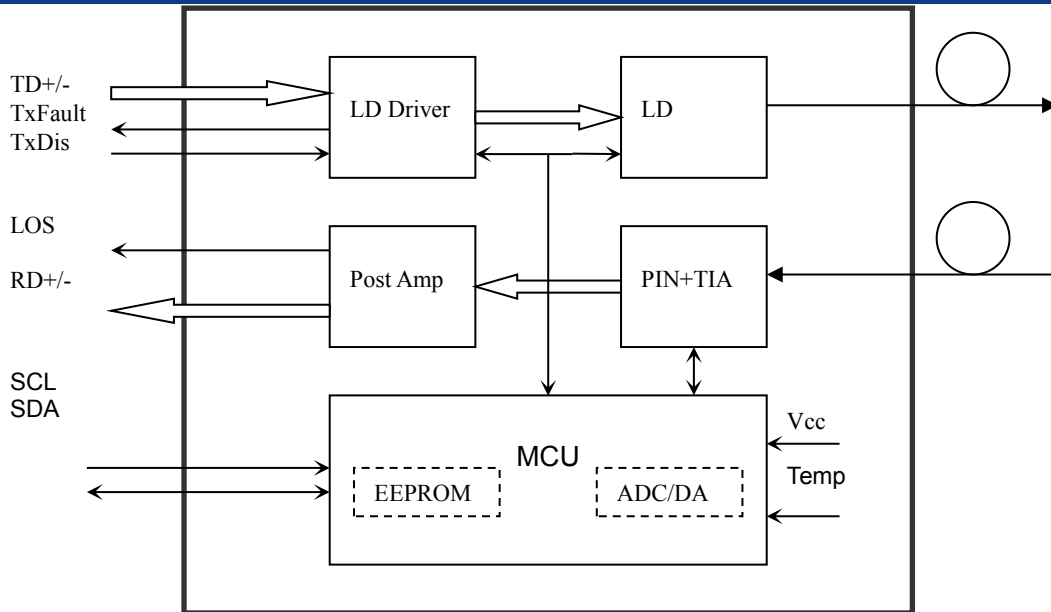 TD+/-
TxFault
TxDis
LD Driver
LD
LOS
RD+/-
Post Amp
PIN+TIA
SCL
SDA
MCU
EEPROM
ADC/DA
Vcc
Temp